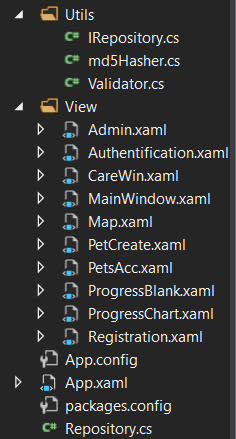 Utils
C# IRepository.cs
C# md5Hasher.cs
C# Validator.cs
View
Admin.xaml
Authentification.xaml
CareWin.xaml
MainWindow.xaml
Map.xaml
PetCreate.xaml
PetsAcc.xaml
ProgressBlank.xaml
ProgressChart.xaml
Registration.xaml
App.config
App.xaml
packages.config
C# Repository.cs